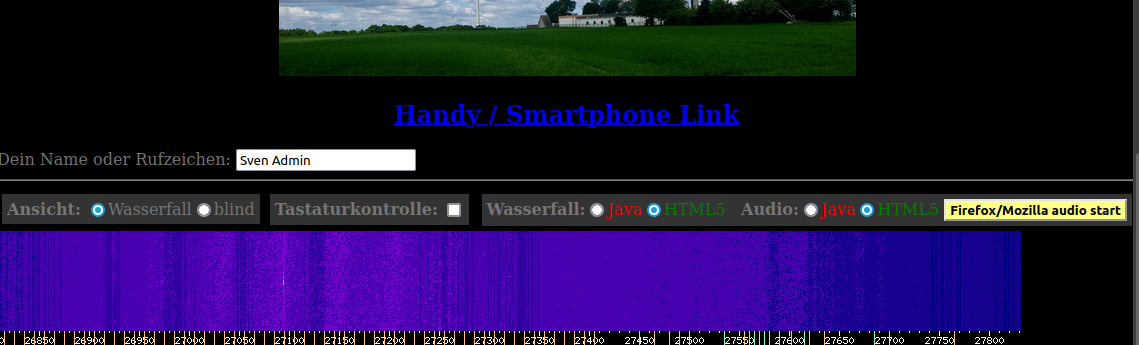 Handy / Smartphone Link
Dein Name oder Rufzeichen: Sven Admin
Ansicht: Wasserfall blind Tastaturkontrolle: Wasserfall: Java HTML5 Audio: Java HTML5 Firefox/Mozilla audio start
26850 26900 26950 27000 27050 27100 27150 27200 27250 27300 27350 27400 27450 27500 27550 27600 27650 27700 27750 27800